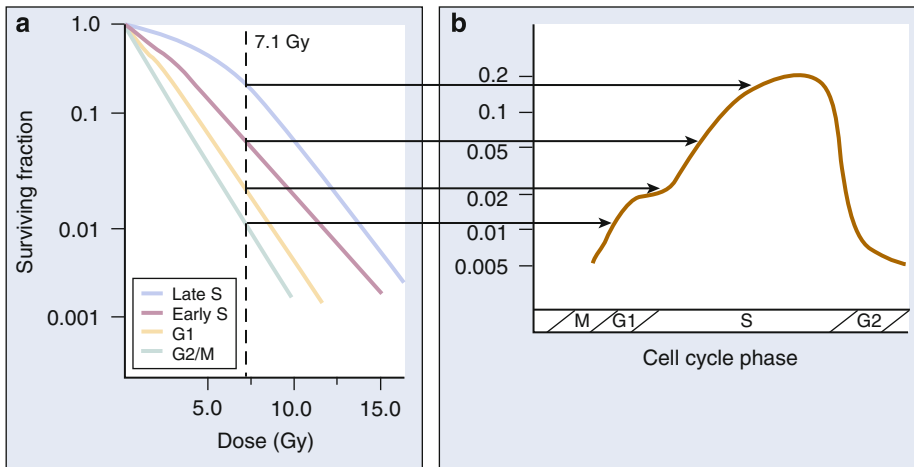 a
1.0
0.1
0.01
0.001
Surviving fraction
7.1 Gy
Late S
Early S
G1
G2/M
5.0 10.0 15.0
Dose (Gy)
b
0.2
0.1
0.05
0.02
0.01
0.005
M G1 S G2
Cell cycle phase